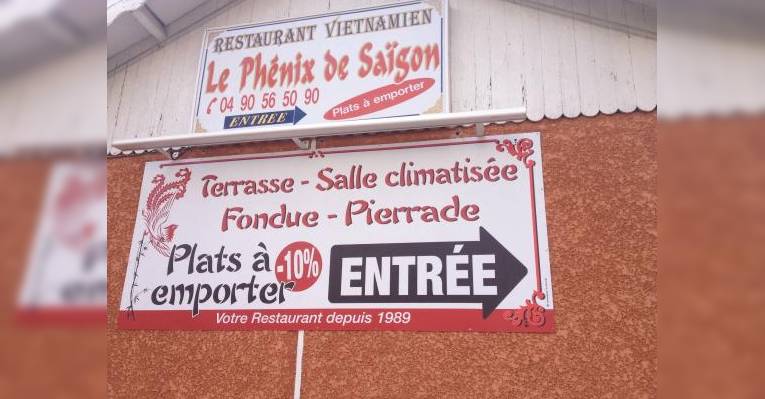 RESTAURANT VIETNAMIEN
Le Phénix de Saïgon
04 90 56 50 90
Plats à emporter
ENTREE
Terrasse - Salle climatisée
Fondue - Pierrade
Plats à
emporter
-10%
ENTRÉE
Votre Restaurant depuis 1989